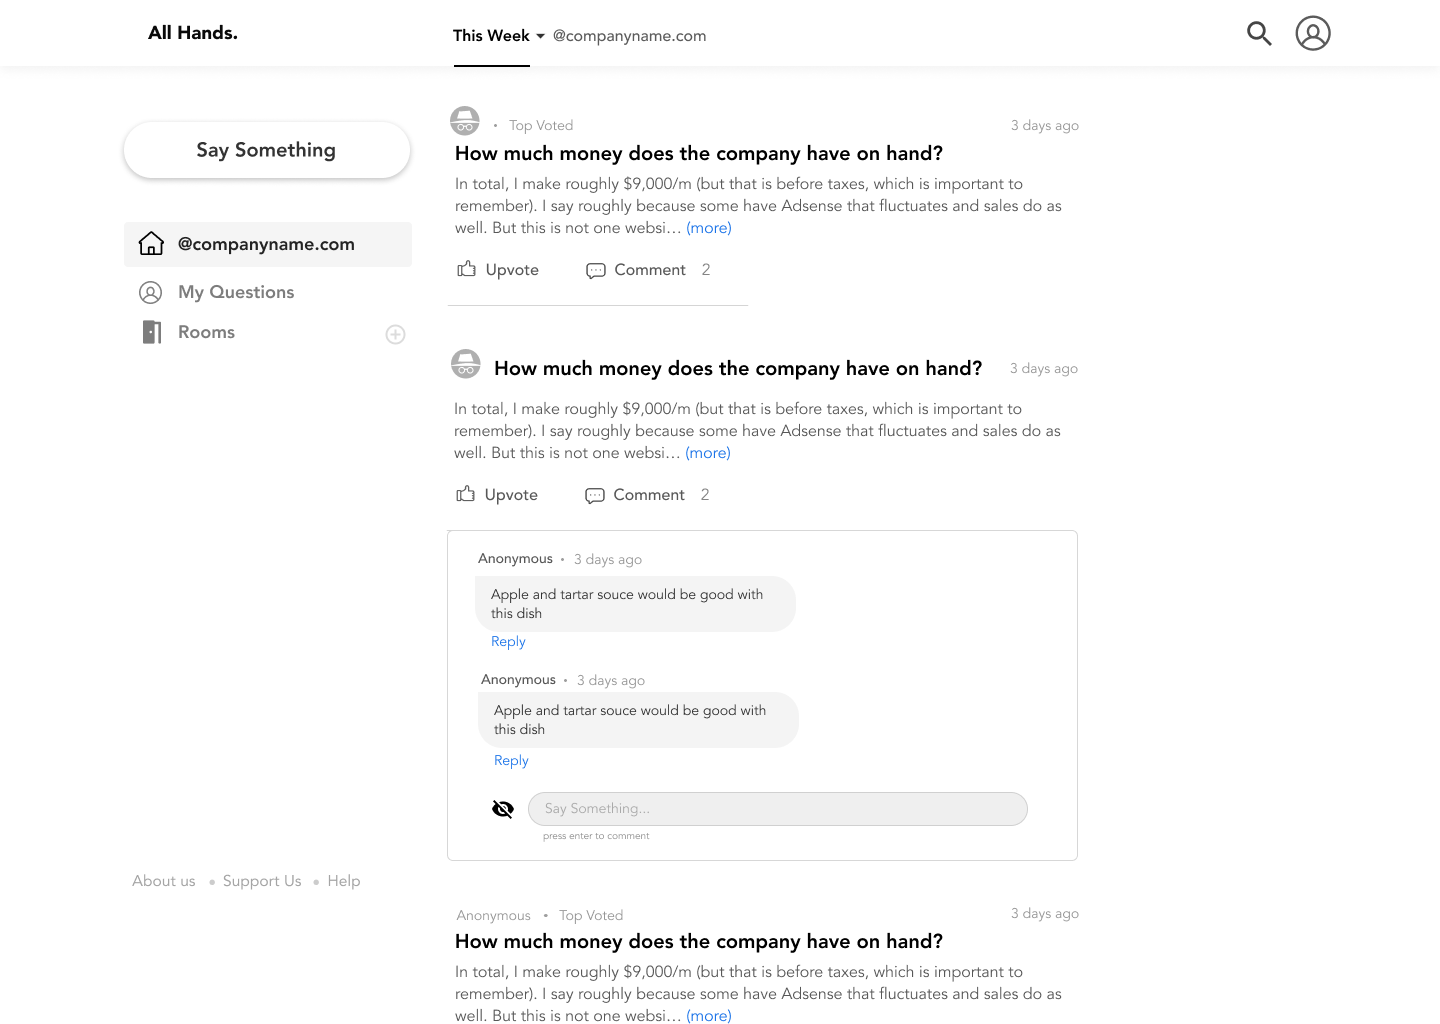 All Hands.
This Week @companyname.com
Say Something
@companyname.com
My Questions
Rooms
• Top Voted 3 days ago
How much money does the company have on hand?
In total, I make roughly $9,000/m (but that is before taxes, which is important to
remember). I say roughly because some have Adsense that fluctuates and sales do as
well. But this is not one websi… (more)
Upvote Comment 2
How much money does the company have on hand? 3 days ago
In total, I make roughly $9,000/m (but that is before taxes, which is important to
remember). I say roughly because some have Adsense that fluctuates and sales do as
well. But this is not one websi… (more)
Upvote Comment 2
Anonymous • 3 days ago
Apple and tartar souce would be good with
this dish
Reply
Anonymous • 3 days ago
Apple and tartar souce would be good with
this dish
Reply
Say Something...
press enter to comment
About us • Support Us • Help
Anonymous • Top Voted 3 days ago
How much money does the company have on hand?
In total, I make roughly $9,000/m (but that is before taxes, which is important to
remember). I say roughly because some have Adsense that fluctuates and sales do as
well. But this is not one websi… (more)